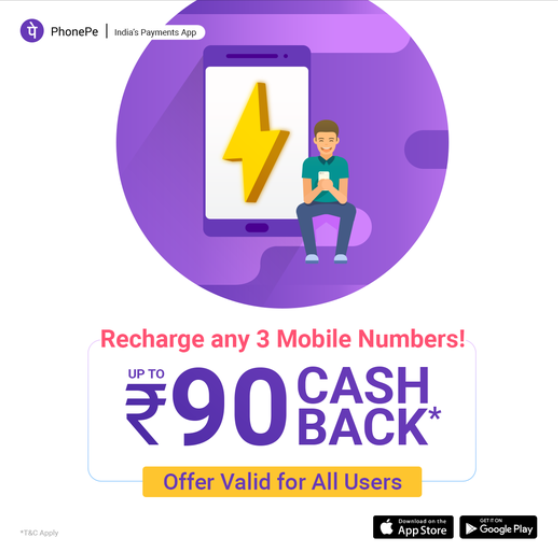 पे PhonePe | India's Payments App
Recharge any 3 Mobile Numbers!
UP TO
₹90 CASH
BACK*
Offer Valid for All Users
*T&C Apply
Download on the
App Store
GET IT ON
Google Play